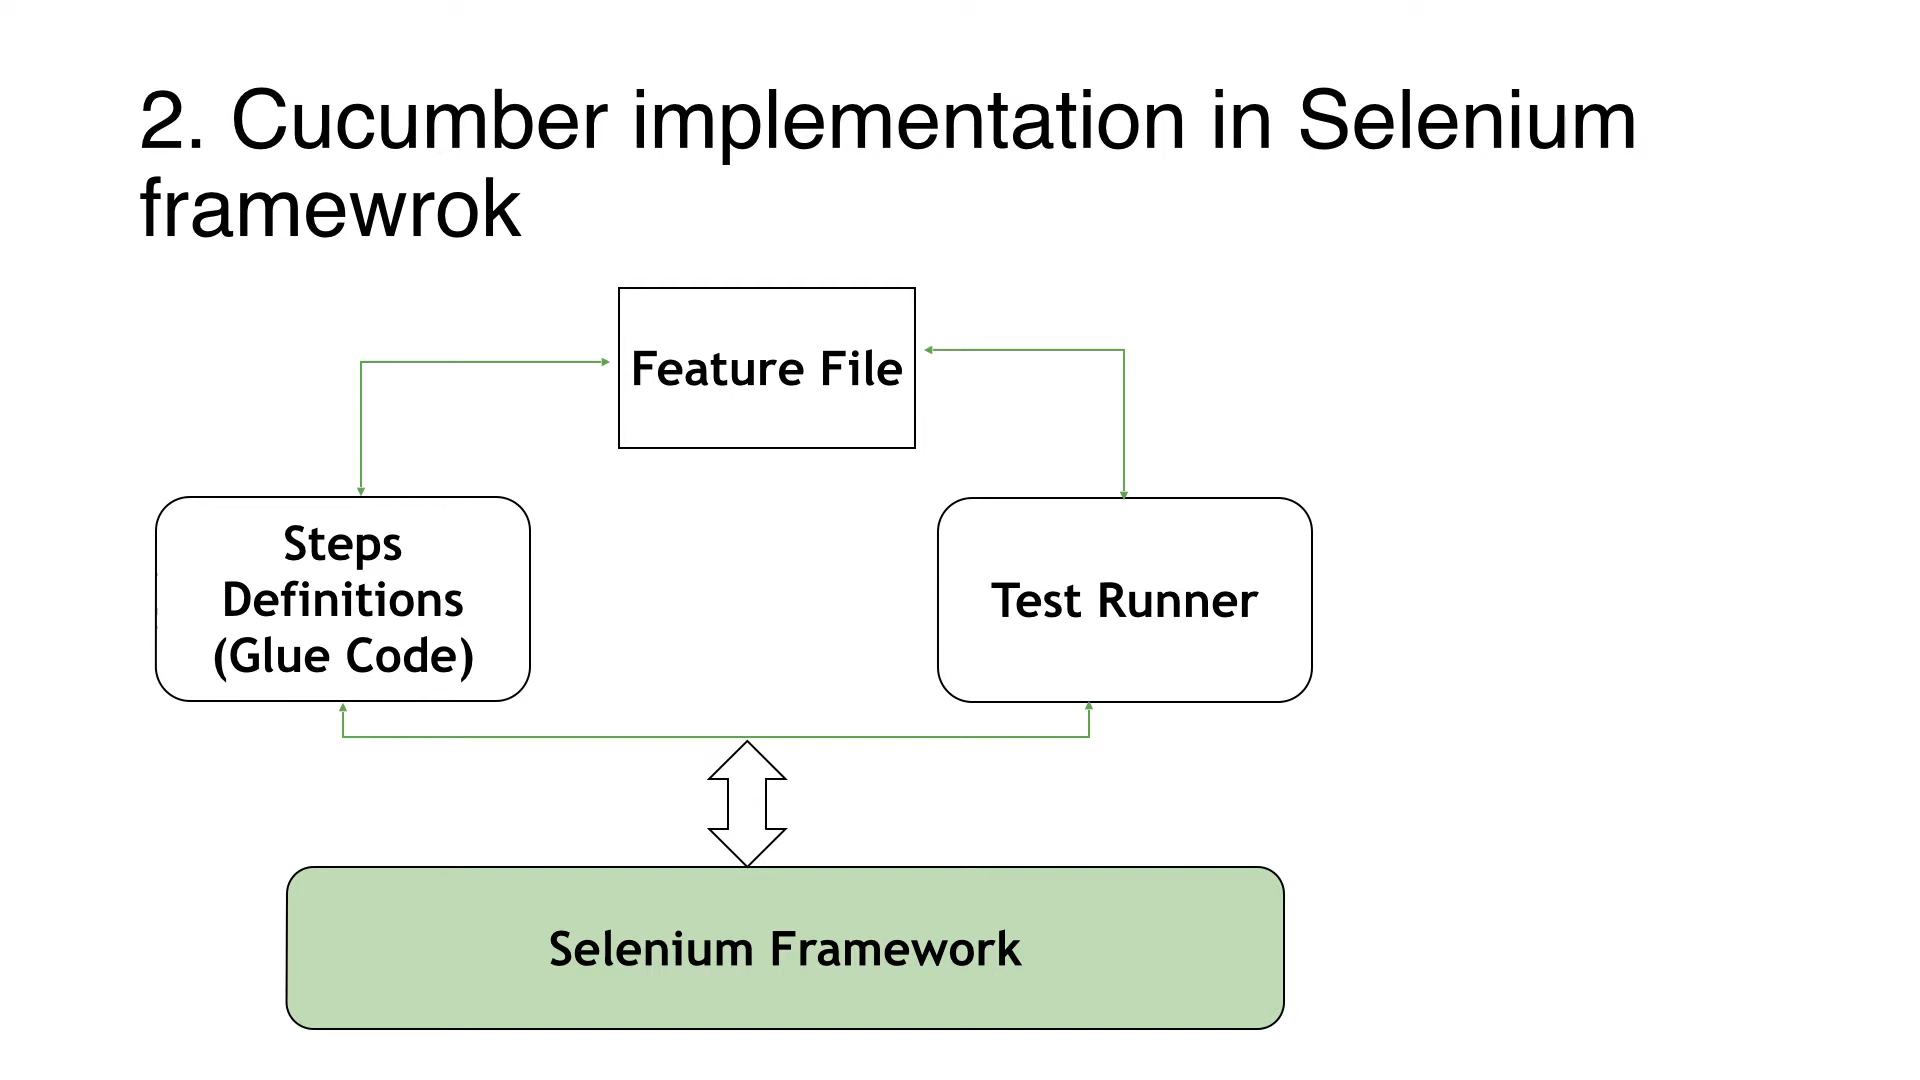 2. Cucumber implementation in Selenium
framewrok
Feature File
Steps
Definitions
(Glue Code)
Test Runner
Selenium Framework